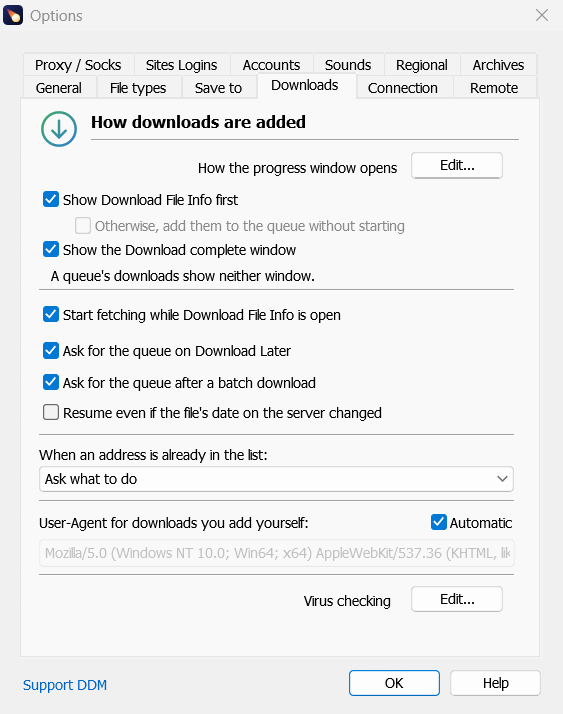 Options
Proxy / Socks Sites Logins Accounts Sounds Regional Archives
General File types Save to Downloads Connection Remote
How downloads are added
How the progress window opens Edit...
Show Download File Info first
Otherwise, add them to the queue without starting
Show the Download complete window
A queue's downloads show neither window.
Start fetching while Download File Info is open
Ask for the queue on Download Later
Ask for the queue after a batch download
Resume even if the file's date on the server changed
When an address is already in the list:
Ask what to do
User-Agent for downloads you add yourself: Automatic
Mozilla/5.0 (Windows NT 10.0; Win64; x64) AppleWebKit/537.36 (KHTML, lik
Virus checking Edit...
Support DDM OK Help